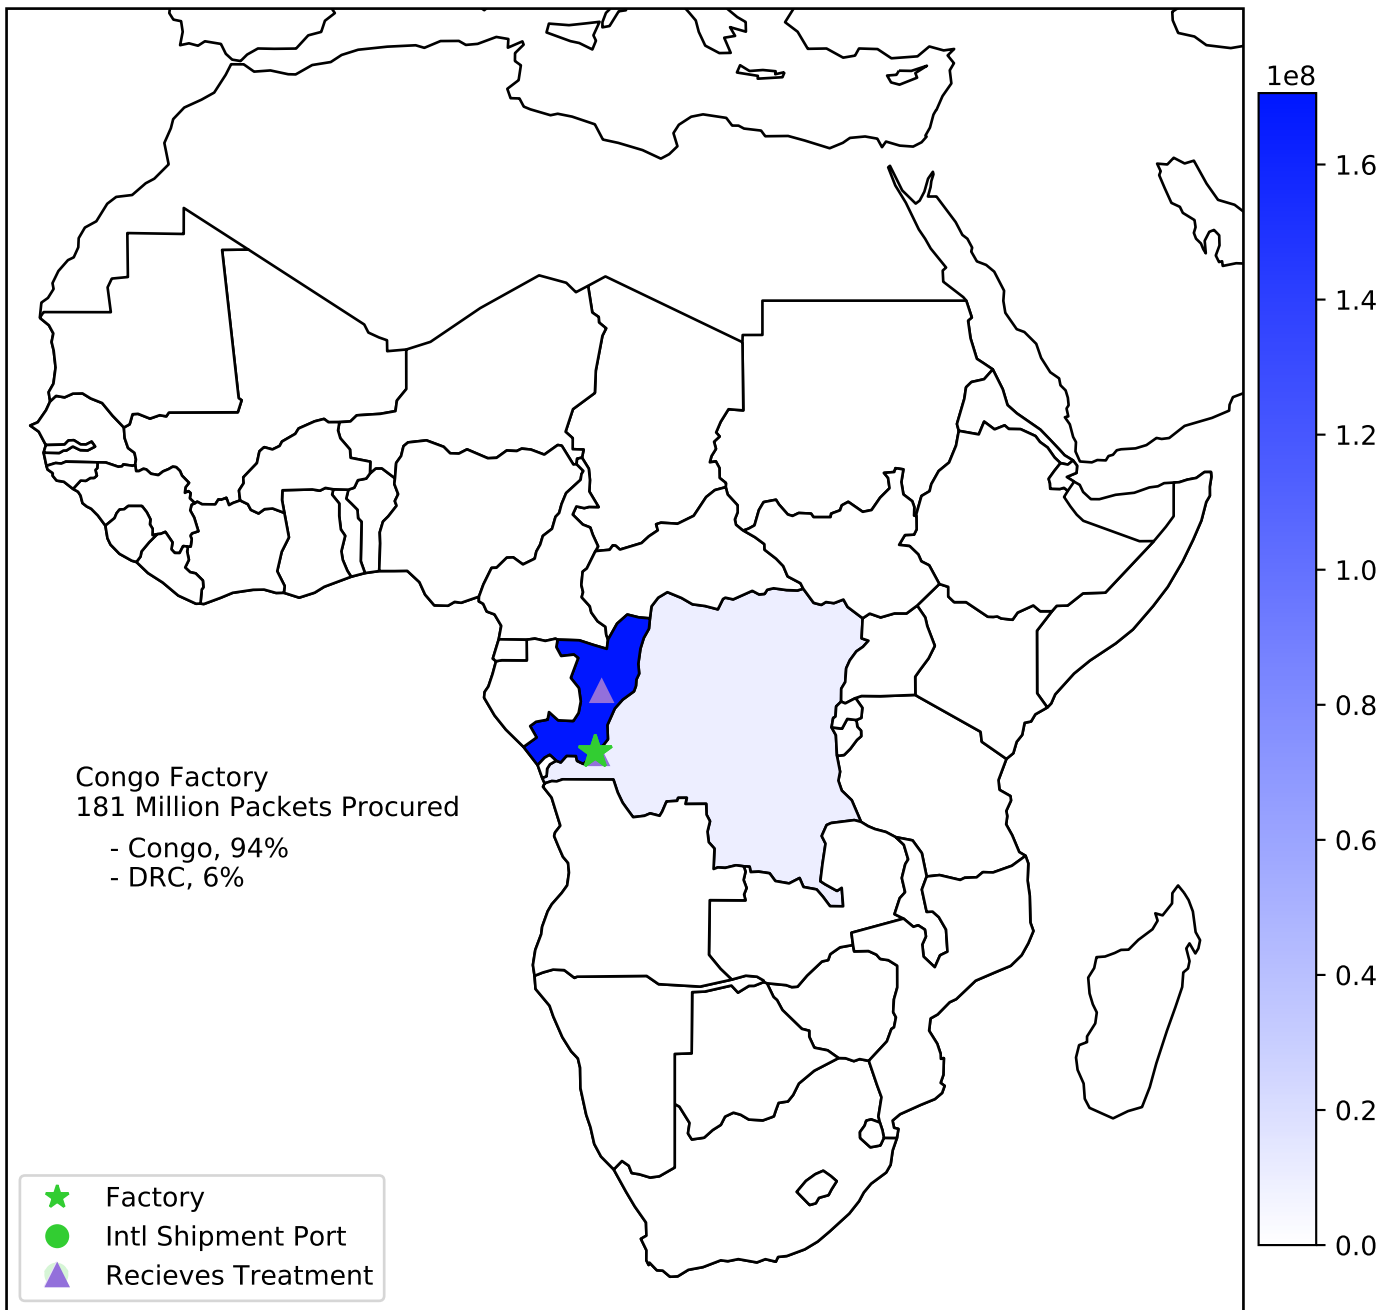 1e8
1.6
1.4
1.2
1.0
0.8
0.6
0.4
0.2
0.0
Congo Factory
181 Million Packets Procured
- Congo, 94%
- DRC, 6%
Factory
Intl Shipment Port
Recieves Treatment